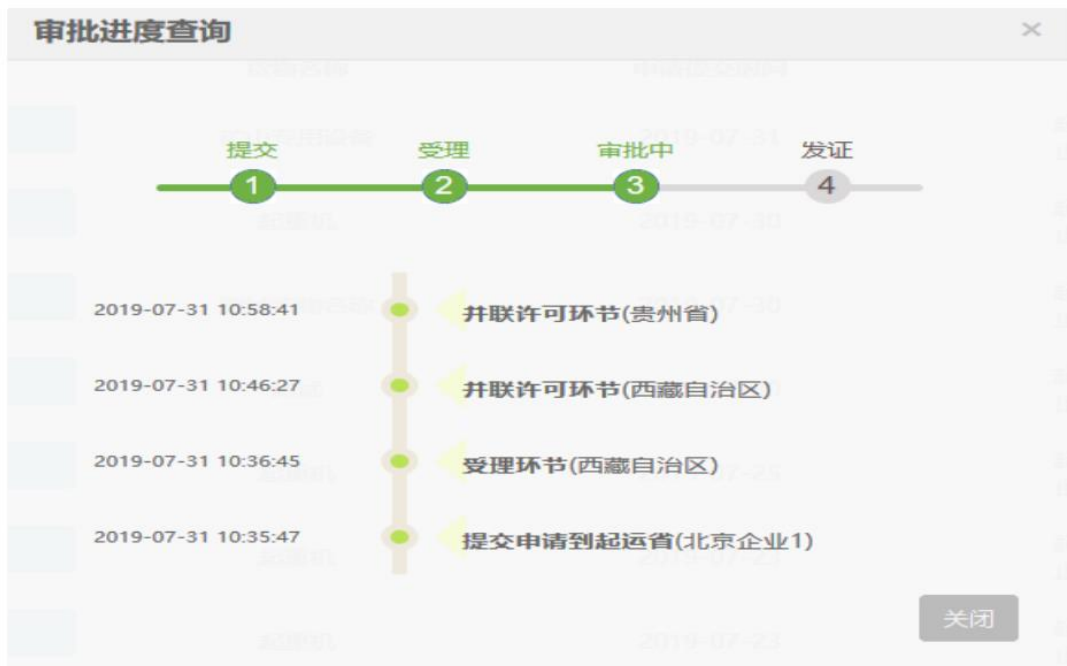 审批进度查询 ×
提交 受理 审批中 发证
1 2 3 4
2019-07-31 10:58:41 并联许可环节(贵州省)
2019-07-31 10:46:27 并联许可环节(西藏自治区)
2019-07-31 10:36:45 受理环节(西藏自治区)
2019-07-31 10:35:47 提交申请到起运省(北京企业1)
关闭